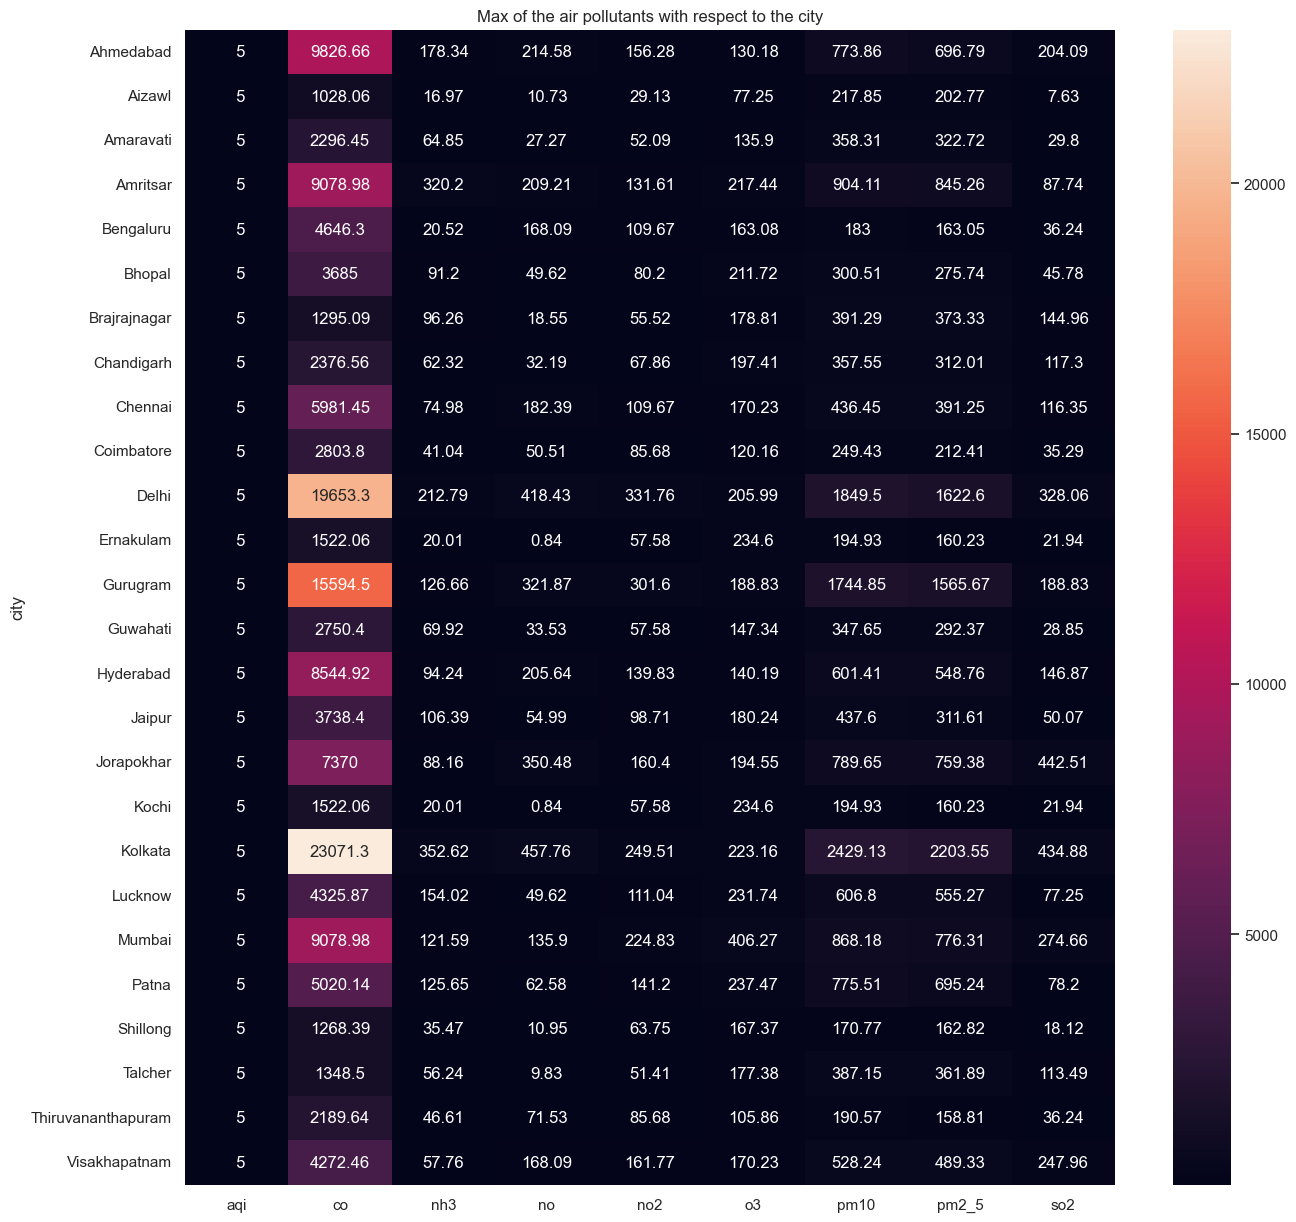 Max of the air pollutants with respect to the city
Ahmedabad 5 9826.66 178.34 214.58 156.28 130.18 773.86 696.79 204.09
Aizawl 5 1028.06 16.97 10.73 29.13 77.25 217.85 202.77 7.63
Amaravati 5 2296.45 64.85 27.27 52.09 135.9 358.31 322.72 29.8
Amritsar 5 9078.98 320.2 209.21 131.61 217.44 904.11 845.26 87.74
20000
Bengaluru 5 4646.3 20.52 168.09 109.67 163.08 183 163.05 36.24
Bhopal 5 3685 91.2 49.62 80.2 211.72 300.51 275.74 45.78
Brajrajnagar 5 1295.09 96.26 18.55 55.52 178.81 391.29 373.33 144.96
Chandigarh 5 2376.56 62.32 32.19 67.86 197.41 357.55 312.01 117.3
Chennai 5 5981.45 74.98 182.39 109.67 170.23 436.45 391.25 116.35
15000
Coimbatore 5 2803.8 41.04 50.51 85.68 120.16 249.43 212.41 35.29
Delhi 5 19653.3 212.79 418.43 331.76 205.99 1849.5 1622.6 328.06
Ernakulam 5 1522.06 20.01 0.84 57.58 234.6 194.93 160.23 21.94
Gurugram 5 15594.5 126.66 321.87 301.6 188.83 1744.85 1565.67 188.83
city
Guwahati 5 2750.4 69.92 33.53 57.58 147.34 347.65 292.37 28.85
Hyderabad 5 8544.92 94.24 205.64 139.83 140.19 601.41 548.76 146.87
10000
Jaipur 5 3738.4 106.39 54.99 98.71 180.24 437.6 311.61 50.07
Jorapokhar 5 7370 88.16 350.48 160.4 194.55 789.65 759.38 442.51
Kochi 5 1522.06 20.01 0.84 57.58 234.6 194.93 160.23 21.94
Kolkata 5 23071.3 352.62 457.76 249.51 223.16 2429.13 2203.55 434.88
Lucknow 5 4325.87 154.02 49.62 111.04 231.74 606.8 555.27 77.25
5000
Mumbai 5 9078.98 121.59 135.9 224.83 406.27 868.18 776.31 274.66
Patna 5 5020.14 125.65 62.58 141.2 237.47 775.51 695.24 78.2
Shillong 5 1268.39 35.47 10.95 63.75 167.37 170.77 162.82 18.12
Talcher 5 1348.5 56.24 9.83 51.41 177.38 387.15 361.89 113.49
Thiruvananthapuram 5 2189.64 46.61 71.53 85.68 105.86 190.57 158.81 36.24
Visakhapatnam 5 4272.46 57.76 168.09 161.77 170.23 528.24 489.33 247.96
aqi co nh3 no no2 o3 pm10 pm2_5 so2